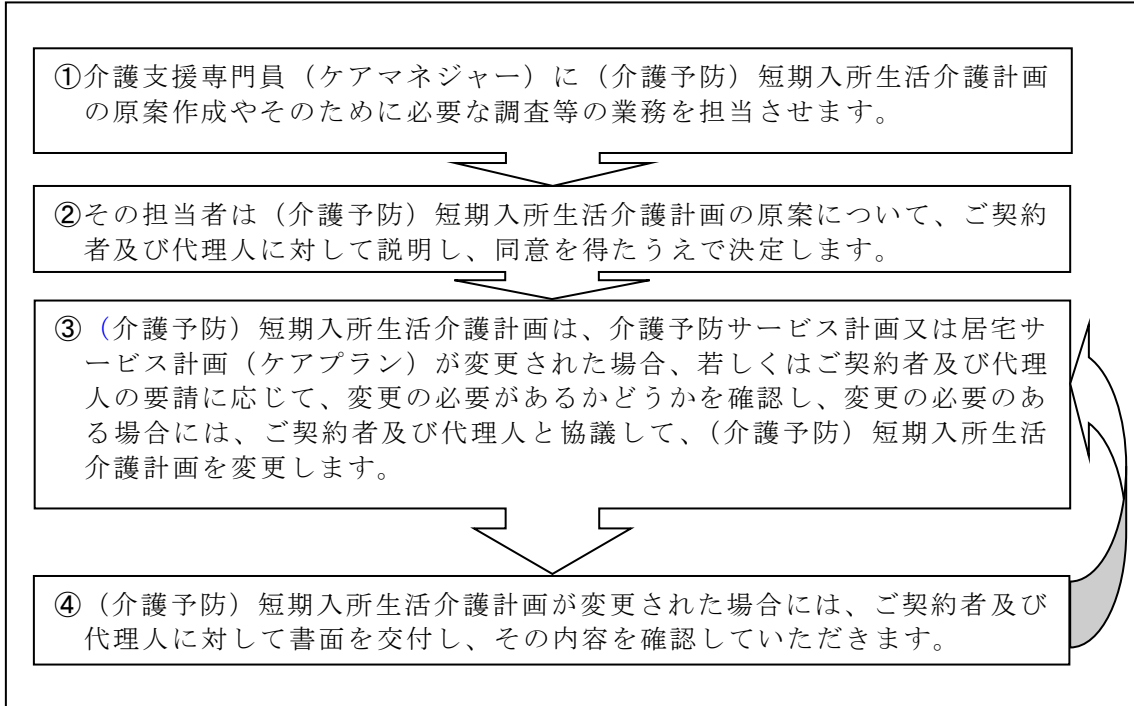 ①介護支援専門員（ケアマネジャー）に（介護予防）短期入所生活介護計画
の原案作成やそのために必要な調査等の業務を担当させます。
②その担当者は（介護予防）短期入所生活介護計画の原案について、ご契約
者及び代理人に対して説明し、同意を得たうえで決定します。
③（介護予防）短期入所生活介護計画は、介護予防サービス計画又は居宅サ
ービス計画（ケアプラン）が変更された場合、若しくはご契約者及び代理
人の要請に応じて、変更の必要があるかどうかを確認し、変更の必要のあ
る場合には、ご契約者及び代理人と協議して、（介護予防）短期入所生活
介護計画を変更します。
④（介護予防）短期入所生活介護計画が変更された場合には、ご契約者及び
代理人に対して書面を交付し、その内容を確認していただきます。